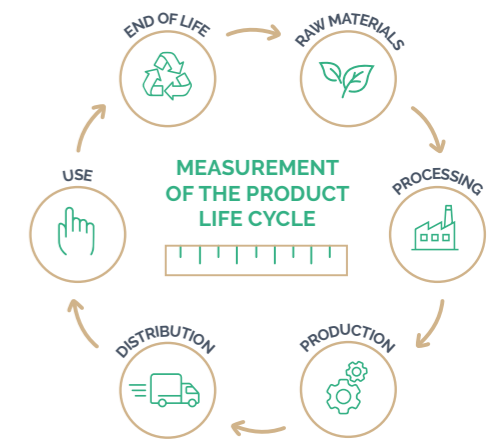 END OF LIFE
RAW MATERIALS
MEASUREMENT
OF THE PRODUCT
LIFE CYCLE
USE
PROCESSING
DISTRIBUTION
PRODUCTION